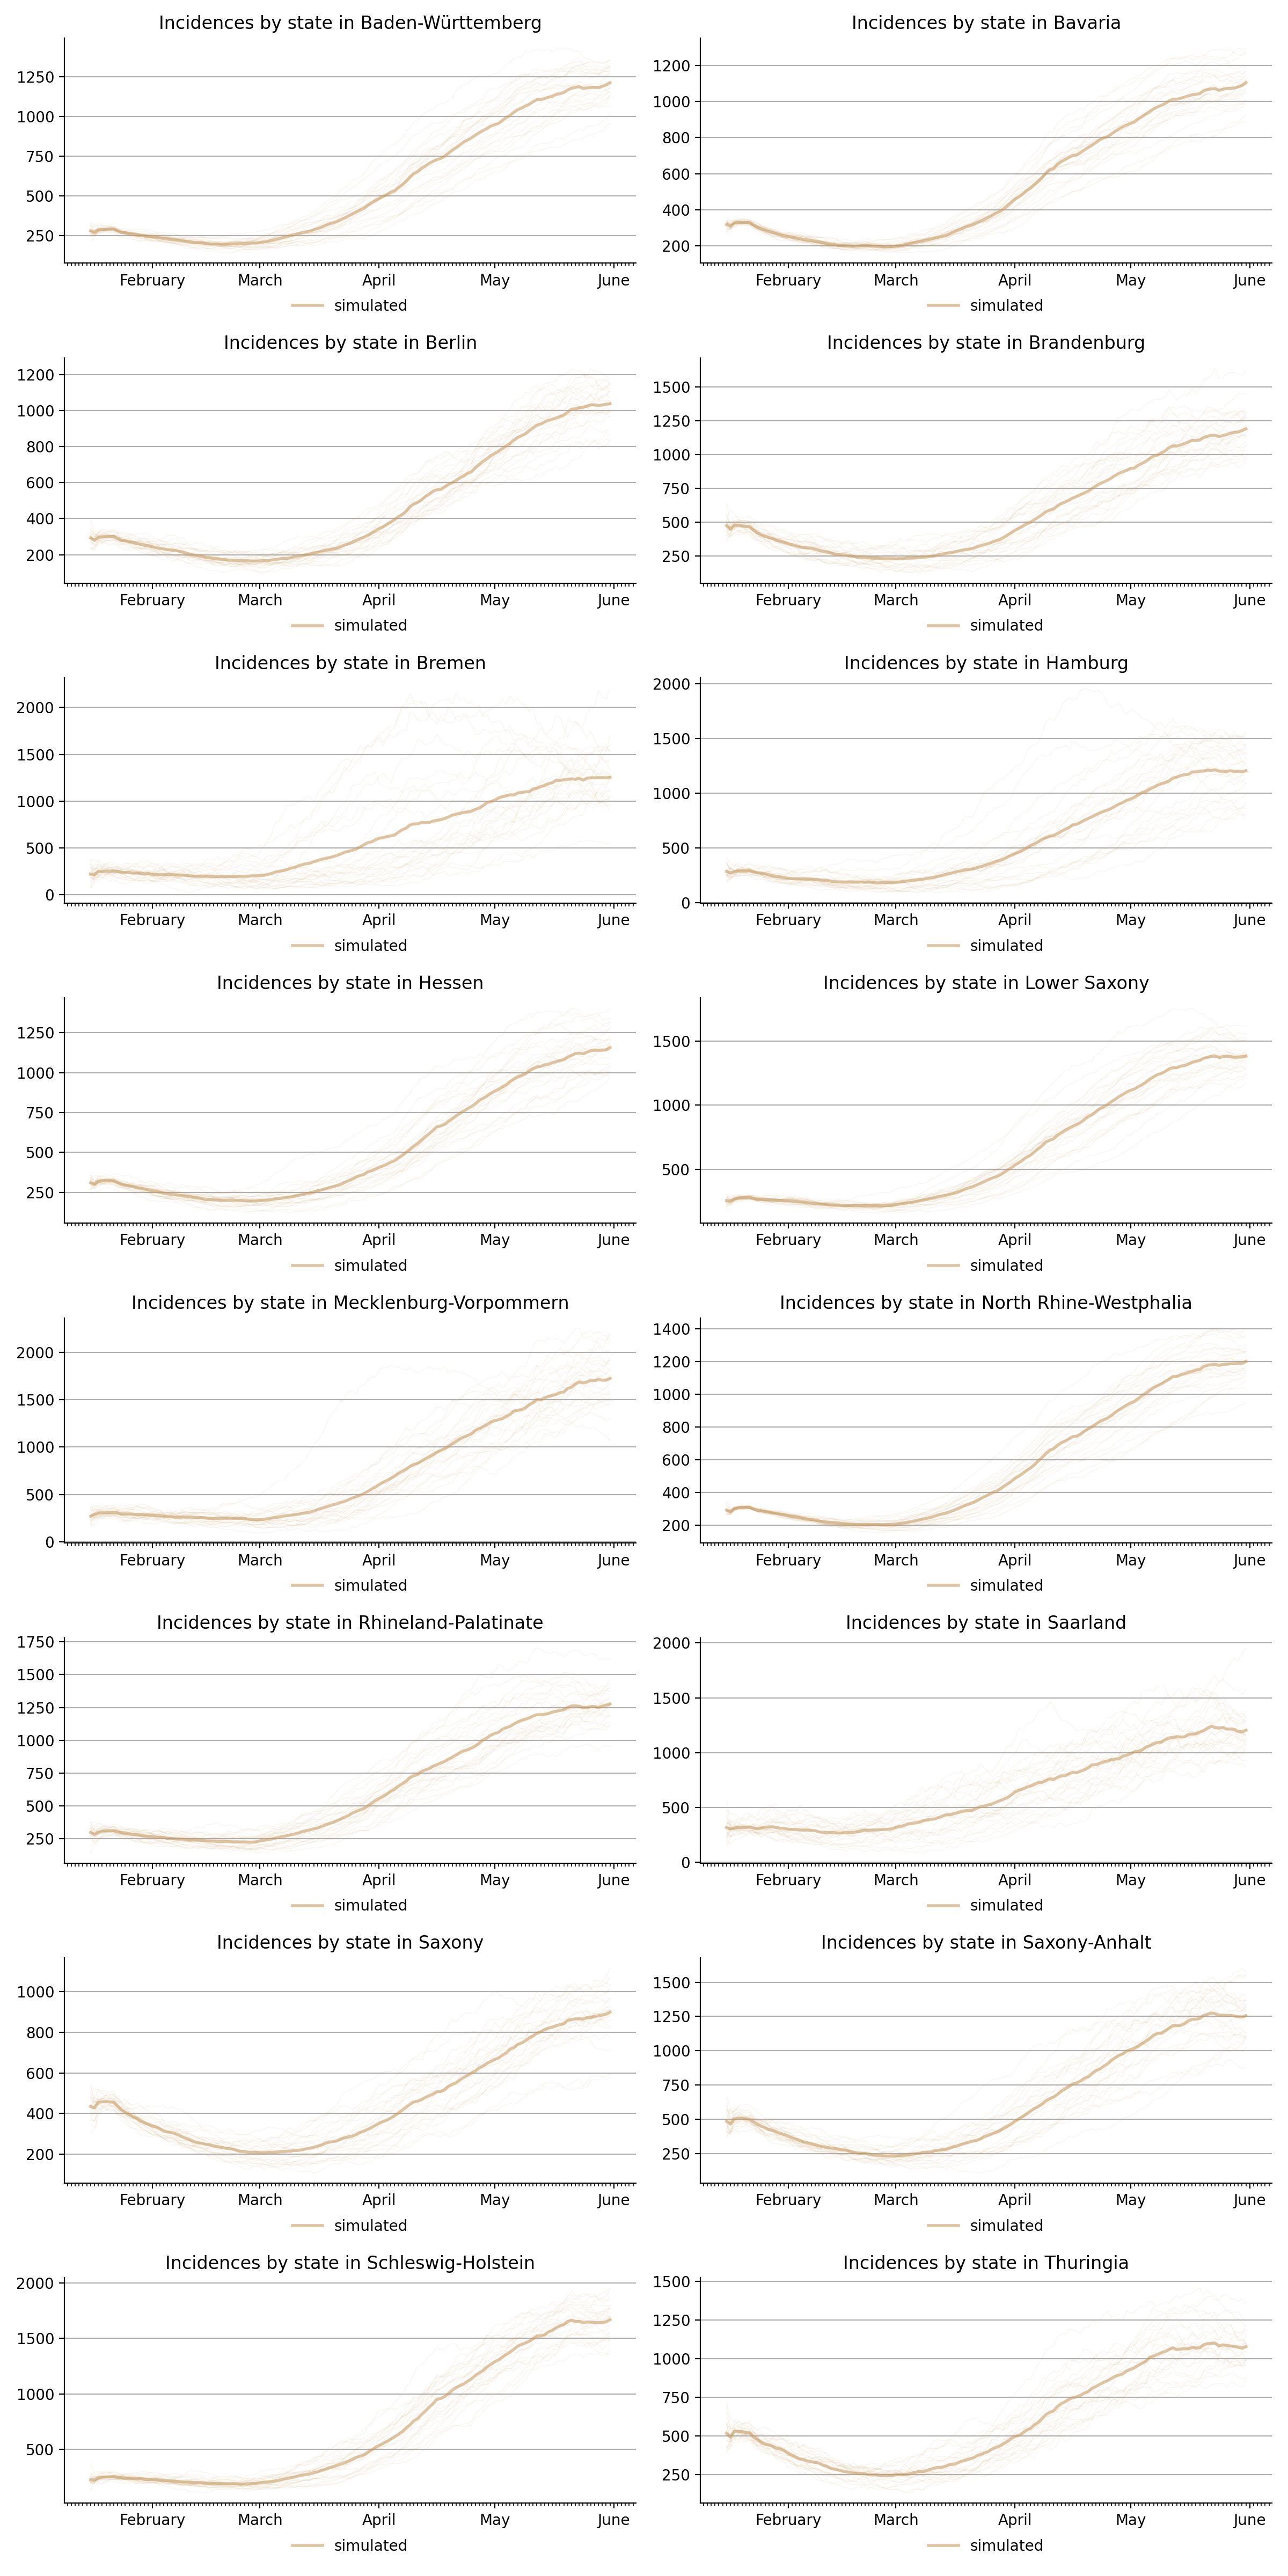 Incidences by state in Baden-Württemberg
1250
1000
750
500
250
February March April May June
simulated
Incidences by state in Bavaria
1200
1000
800
600
400
200
February March April May June
simulated
Incidences by state in Berlin
1200
1000
800
600
400
200
February March April May June
simulated
Incidences by state in Brandenburg
1500
1250
1000
750
500
250
February March April May June
simulated
Incidences by state in Bremen
2000
1500
1000
500
0
February March April May June
simulated
Incidences by state in Hamburg
2000
1500
1000
500
0
February March April May June
simulated
Incidences by state in Hessen
1250
1000
750
500
250
February March April May June
simulated
Incidences by state in Lower Saxony
1500
1000
500
February March April May June
simulated
Incidences by state in Mecklenburg-Vorpommern
2000
1500
1000
500
0
February March April May June
simulated
Incidences by state in North Rhine-Westphalia
1400
1200
1000
800
600
400
200
February March April May June
simulated
Incidences by state in Rhineland-Palatinate
1750
1500
1250
1000
750
500
250
February March April May June
simulated
Incidences by state in Saarland
2000
1500
1000
500
0
February March April May June
simulated
Incidences by state in Saxony
1000
800
600
400
200
February March April May June
simulated
Incidences by state in Saxony-Anhalt
1500
1250
1000
750
500
250
February March April May June
simulated
Incidences by state in Schleswig-Holstein
2000
1500
1000
500
February March April May June
simulated
Incidences by state in Thuringia
1500
1250
1000
750
500
250
February March April May June
simulated